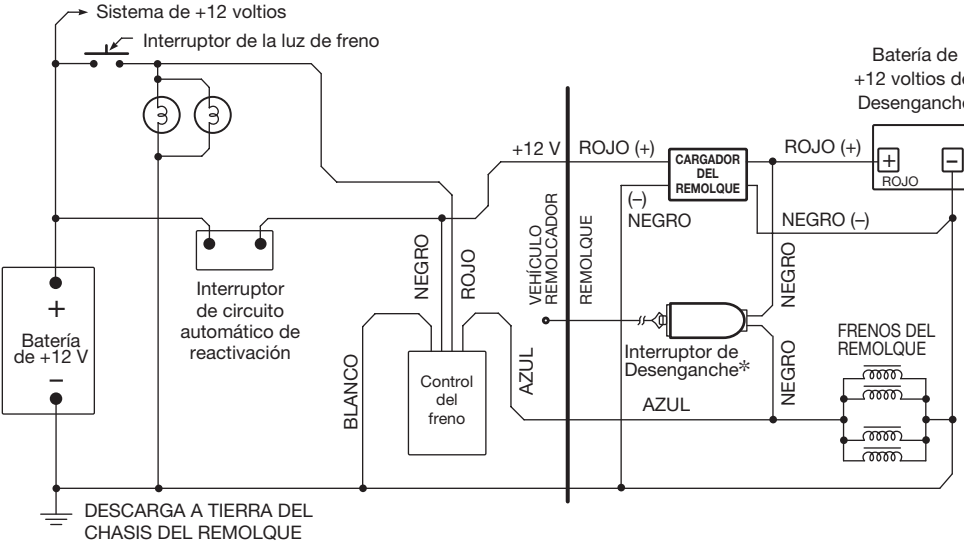 Sistema de +12 voltios
Interruptor de la luz de freno
Batería de
+12 voltios de
Desenganche
+12 V
ROJO (+)
CARGADOR
DEL
REMOLQUE
ROJO (+)
+
−
ROJO
(–)
NEGRO
NEGRO (–)
NEGRO
ROJO
VEHÍCULO
REMOLCADOR
REMOLQUE
NEGRO
Interruptor
de circuito
automático de
reactivación
+
Batería
de +12 V
−
Interruptor de
Desenganche*
FRENOS DEL
REMOLQUE
BLANCO
Control
del
freno
AZUL
AZUL
NEGRO
DESCARGA A TIERRA DEL
CHASIS DEL REMOLQUE